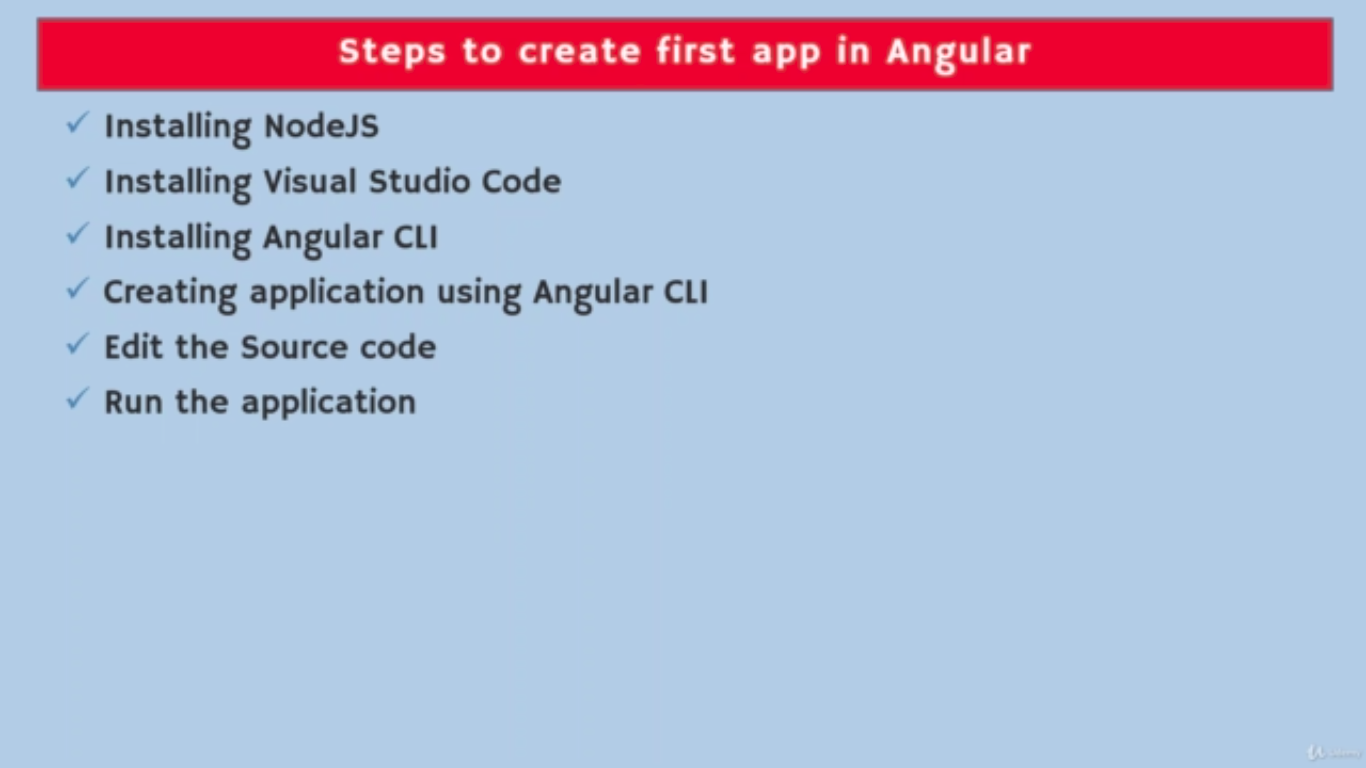 Steps to create first app in Angular
Installing NodeJS
Installing Visual Studio Code
Installing Angular CLI
Creating application using Angular CLI
Edit the Source code
Run the application